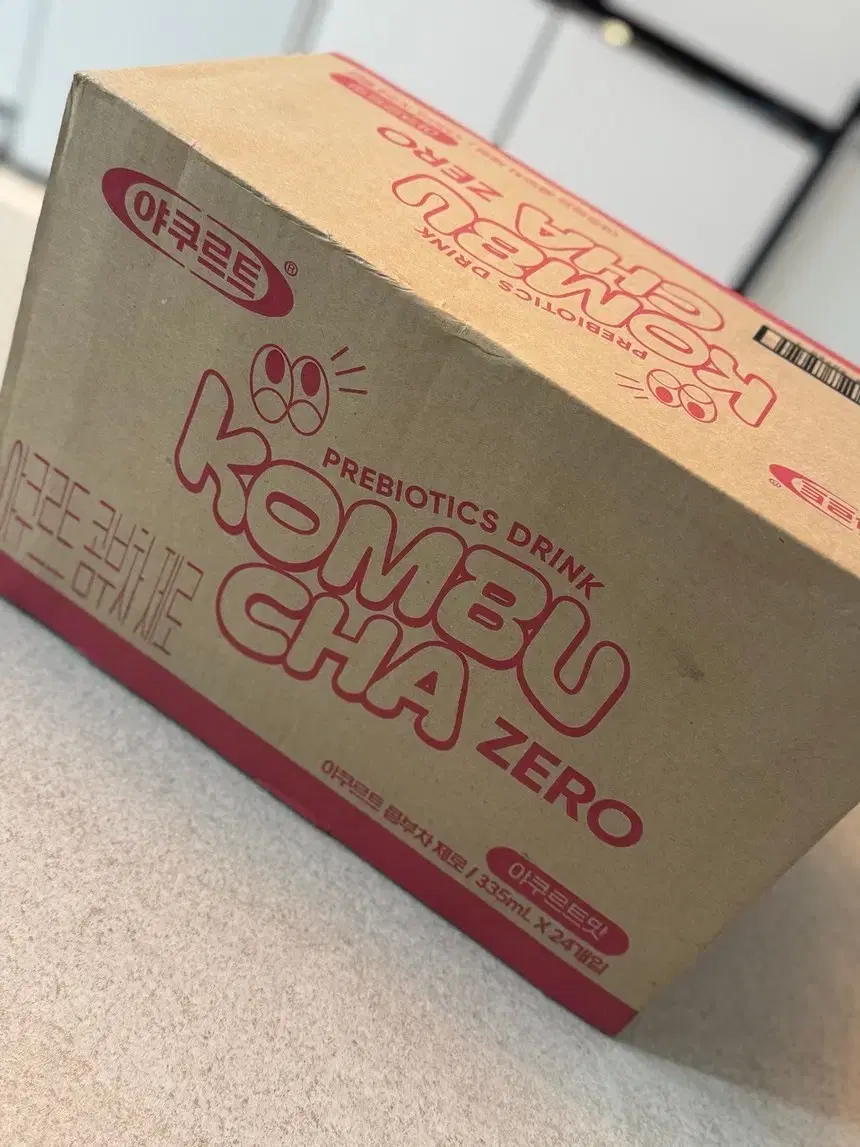 야쿠르트®
PREBIOTICS DRINK
KOMBU
CHA ZERO
야쿠르트 콤부차 제로
야쿠르트맛
야쿠르트 콤부차 제로 / 335mL X 24개입
PREBIOTICS DRINK
KOMBU
CHA ZERO